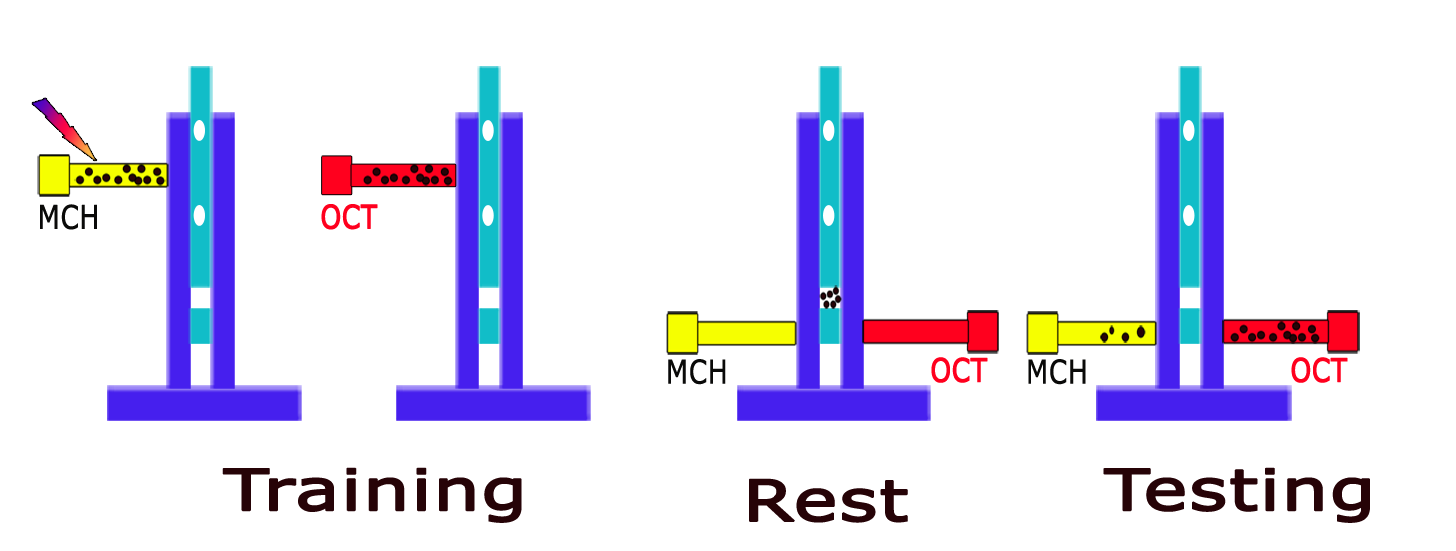 MCH
OCT
MCH
OCT
MCH
OCT
Training
Rest
Testing